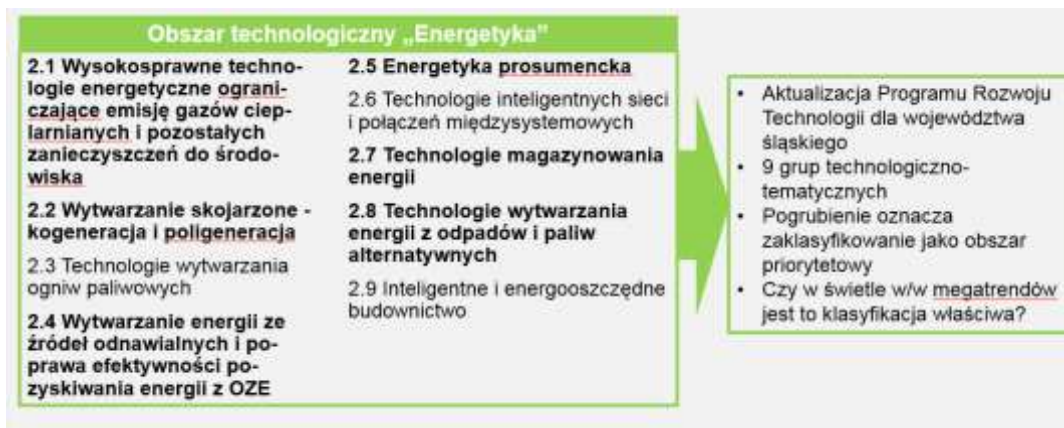 Obszar technologiczny „Energetyka”
2.1 Wysokosprawne techno-
logie energetyczne ograni-
czające emisję gazów ciep-
larnianych i pozostałych
zanieczyszczeń do środo-
wiska
2.2 Wytwarzanie skojarzone -
kogeneracja i poligeneracja
2.3 Technologie wytwarzania
ogniw paliwowych
2.4 Wytwarzanie energii ze
źródeł odnawialnych i po-
prawa efektywności po-
zyskiwania energii z OZE
2.5 Energetyka prosumencka
2.6 Technologie inteligentnych sieci
i połączeń międzysystemowych
2.7 Technologie magazynowania
energii
2.8 Technologie wytwarzania
energii z odpadów i paliw
alternatywnych
2.9 Inteligentne i energooszczędne
budownictwo
• Aktualizacja Programu Rozwoju
Technologii dla województwa
śląskiego
• 9 grup technologiczno-
tematycznych
• Pogrubienie oznacza
zaklasyfikowanie jako obszar
priorytetowy
• Czy w świetle w/w megatrendów
jest to klasyfikacja właściwa?